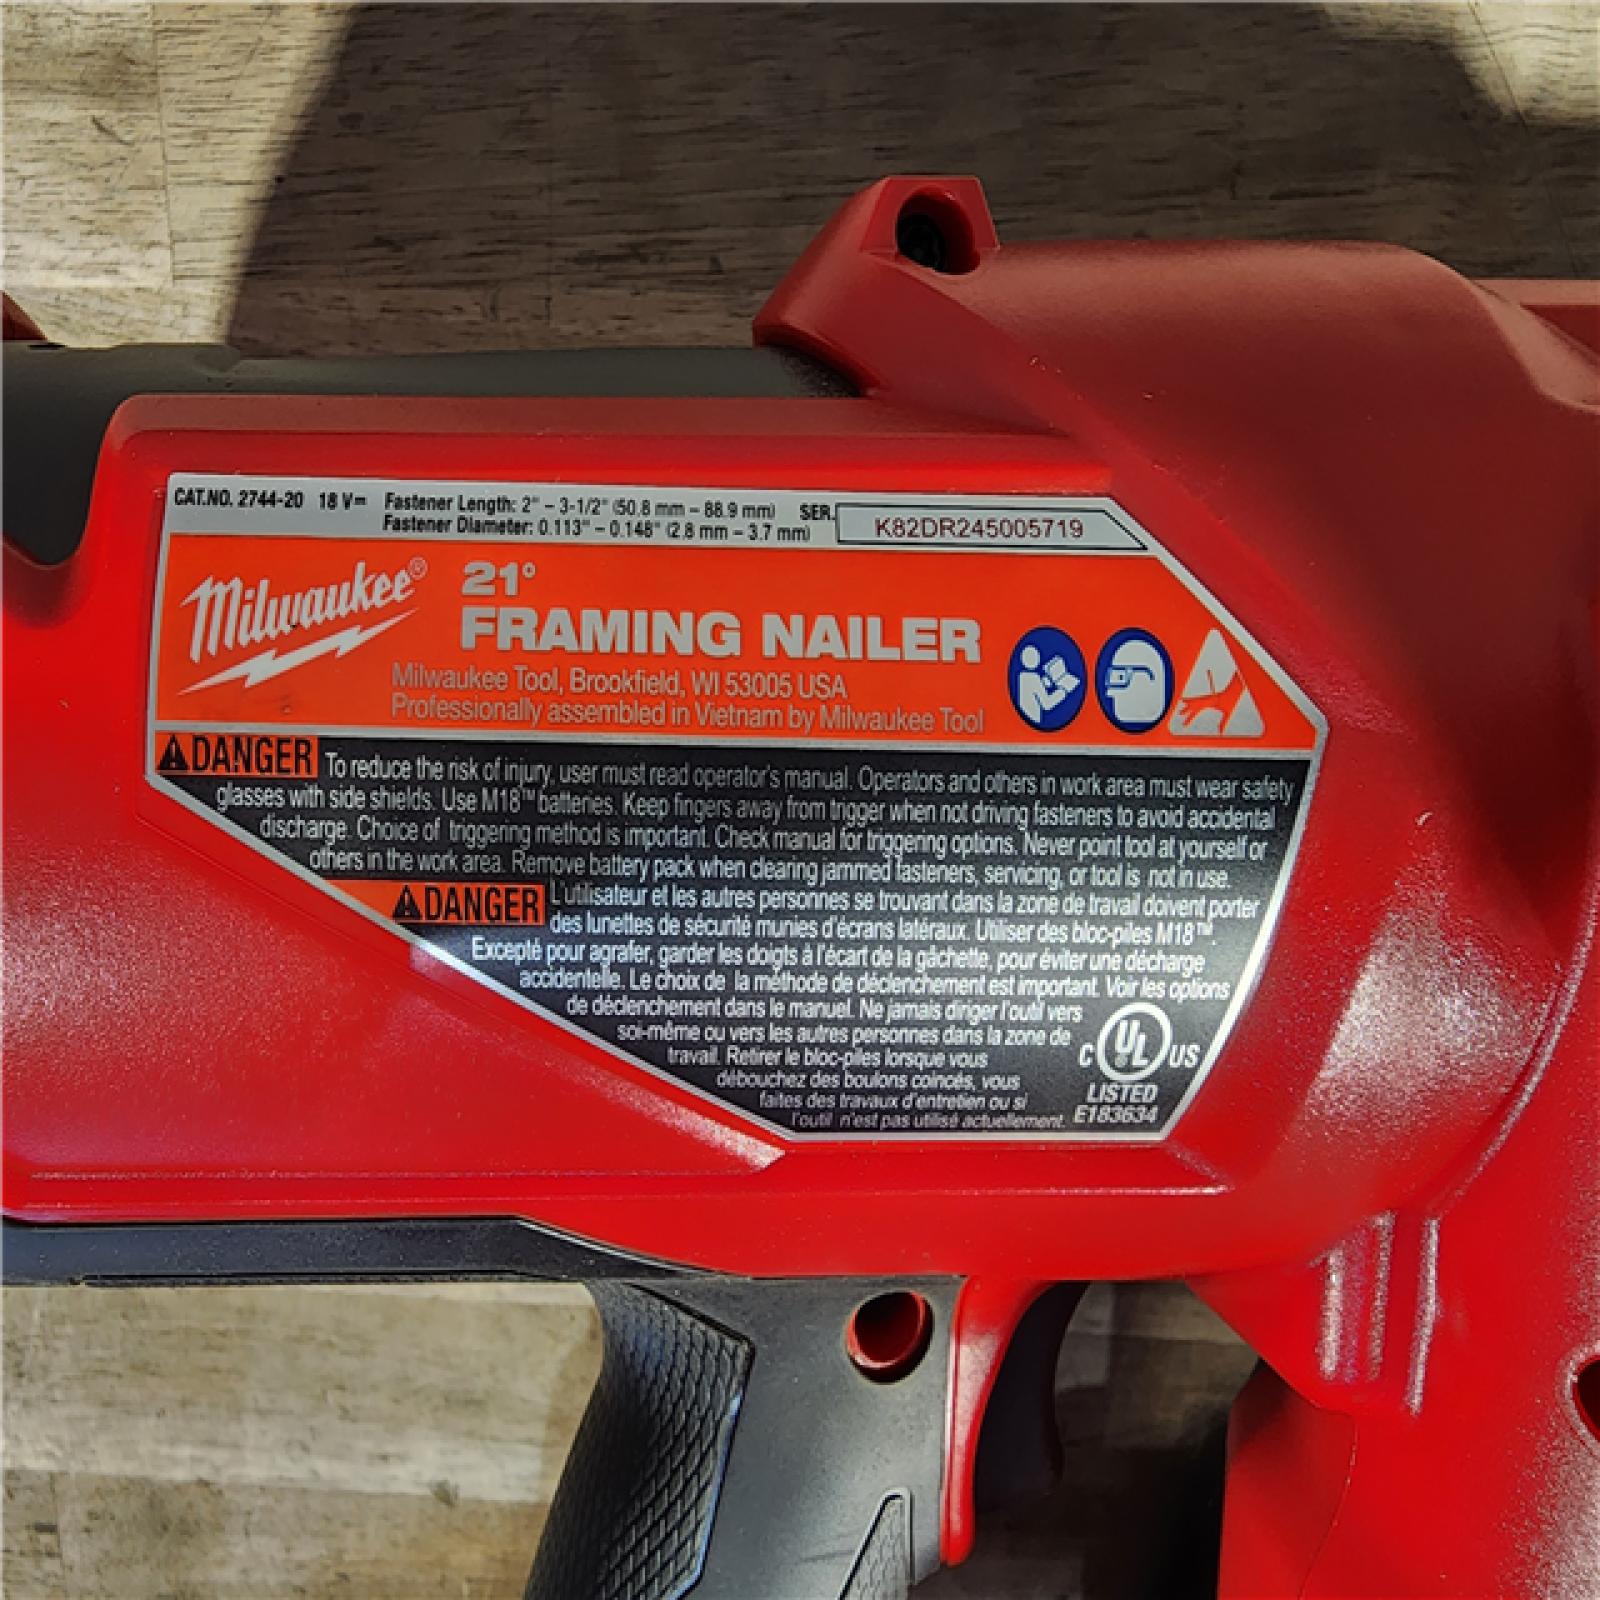 CAT.NO. 2744-20 18 V⎓ Fastener Length: 2" – 3-1/2" (50.8 mm – 88.9 mm) SER. K82DR245005719
Fastener Diameter: 0.113" – 0.148" (2.8 mm – 3.7 mm)
Milwaukee®
21°
FRAMING NAILER
Milwaukee Tool, Brookfield, WI 53005 USA
Professionally assembled in Vietnam by Milwaukee Tool
DANGER To reduce the risk of injury, user must read operator's manual. Operators and others in work area must wear safety
glasses with side shields. Use M18™ batteries. Keep fingers away from trigger when not driving fasteners to avoid accidental
discharge. Choice of triggering method is important. Check manual for triggering options. Never point tool at yourself or
others in the work area. Remove battery pack when clearing jammed fasteners, servicing, or tool is not in use.
DANGER L'utilisateur et les autres personnes se trouvant dans la zone de travail doivent porter
des lunettes de sécurité munies d'écrans latéraux. Utiliser des bloc-piles M18™.
Excepté pour agrafer, garder les doigts à l'écart de la gâchette, pour éviter une décharge
accidentelle. Le choix de la méthode de déclenchement est important. Voir les options
de déclenchement dans le manuel. Ne jamais diriger l'outil vers
soi-même ou vers les autres personnes dans la zone de
travail. Retirer le bloc-piles lorsque vous
débouchez des boulons coincés, vous
faites des travaux d'entretien ou si
l'outil n'est pas utilisé actuellement.
C UL US
LISTED
E183634